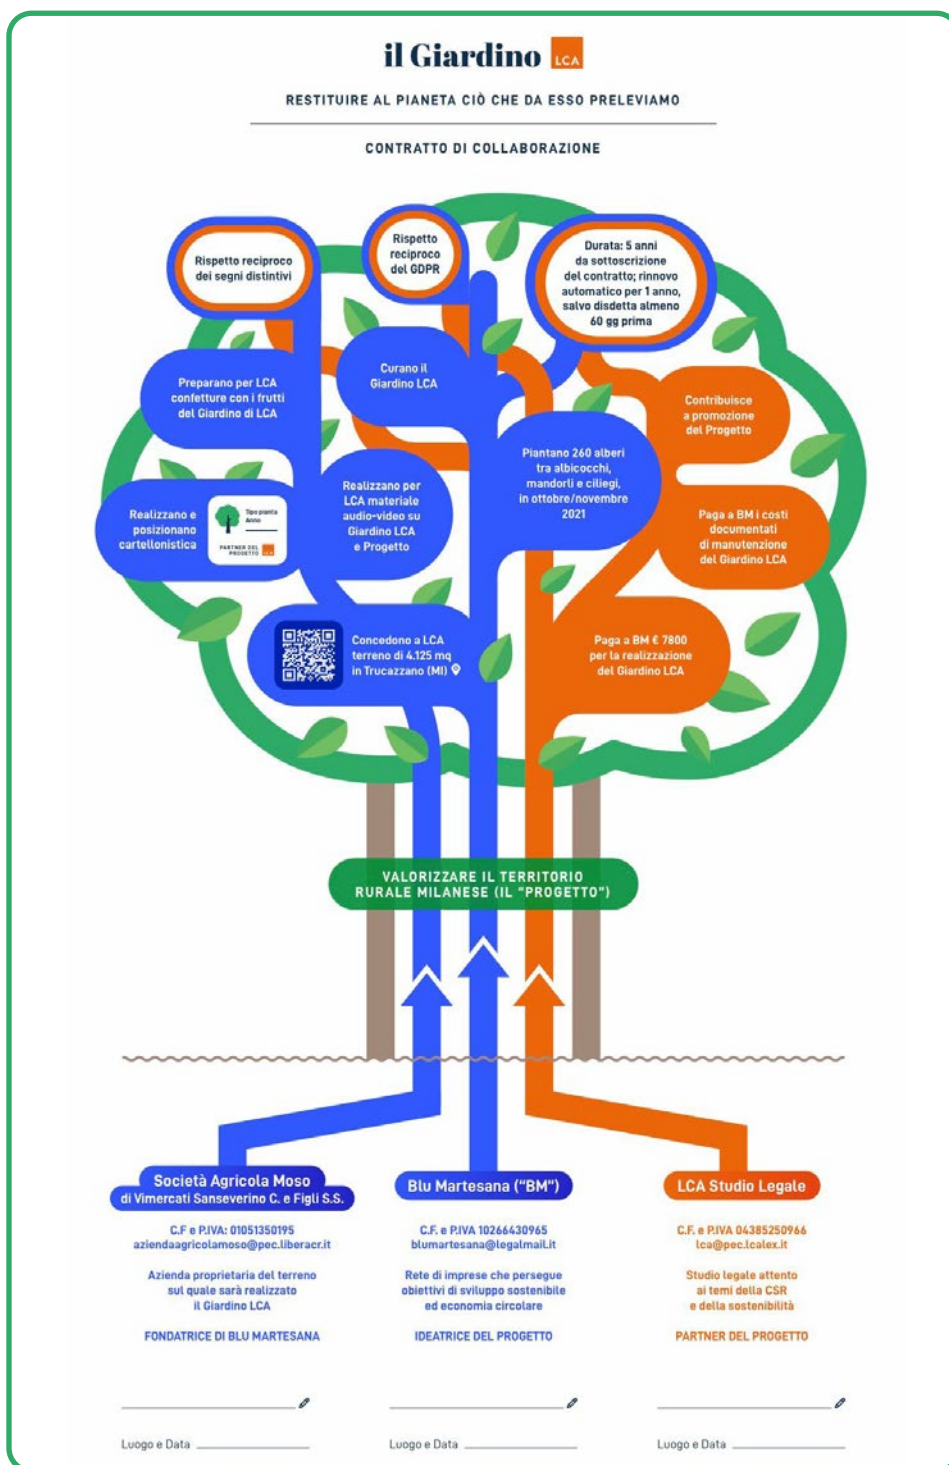 il Giardino LCA
RESTITUIRE AL PIANETA CIÒ CHE DA ESSO PRELEVIAMO
CONTRATTO DI COLLABORAZIONE
Rispetto reciproco
dei segni distintivi
Rispetto
reciproco
del GDPR
Durata: 5 anni
da sottoscrizione
del contratto; rinnovo
automatico per 1 anno,
salvo disdetta almeno
60 gg prima
Preparano per LCA
confetture con i frutti
del Giardino di LCA
Curano il
Giardino LCA
Contribuisce
a promozione
del Progetto
Realizzano e
posizionano
cartellonistica
Tipo pianta
Anno
PARTNER DEL
PROGETTO LCA
Realizzano per
LCA materiale
audio-video su
Giardino LCA
e Progetto
Piantano 260 alberi
tra albicocchi,
mandorli e ciliegi,
in ottobre/novembre
2021
Paga a BM i costi
documentati
di manutenzione
del Giardino LCA
Concedono a LCA
terreno di 4.125 mq
in Trucazzano (MI)
Paga a BM € 7800
per la realizzazione
del Giardino LCA
VALORIZZARE IL TERRITORIO
RURALE MILANESE (IL "PROGETTO")
Società Agricola Moso
di Vimercati Sanseverino C. e Figli S.S.
C.F e P.IVA: 01051350195
aziendaagricolamoso@pec.liberacr.it
Azienda proprietaria del terreno
sul quale sarà realizzato
il Giardino LCA
FONDATRICE DI BLU MARTESANA
Luogo e Data
Blu Martesana ("BM")
C.F. e P.IVA 10266430965
blumartesana@legalmail.it
Rete di imprese che persegue
obiettivi di sviluppo sostenibile
ed economia circolare
IDEATRICE DEL PROGETTO
Luogo e Data
LCA Studio Legale
C.F. e P.IVA 04385250966
lca@pec.lcalex.it
Studio legale attento
ai temi della CSR
e della sostenibilità
PARTNER DEL PROGETTO
Luogo e Data